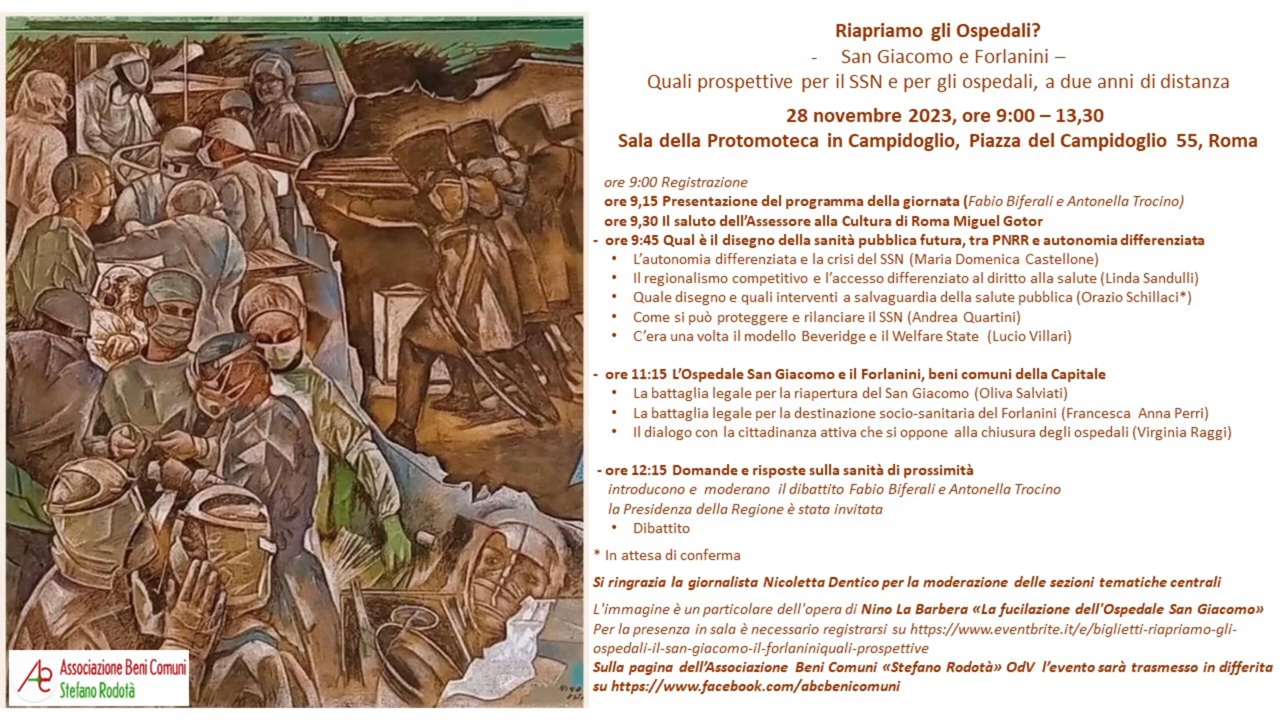 Riapriamo gli Ospedali?
- San Giacomo e Forlanini –
Quali prospettive per il SSN e per gli ospedali, a due anni di distanza
28 novembre 2023, ore 9:00 – 13,30
Sala della Protomoteca in Campidoglio, Piazza del Campidoglio 55, Roma
ore 9:00 Registrazione
ore 9,15 Presentazione del programma della giornata (Fabio Biferali e Antonella Trocino)
ore 9,30 Il saluto dell’Assessore alla Cultura di Roma Miguel Gotor
- ore 9:45 Qual è il disegno della sanità pubblica futura, tra PNRR e autonomia differenziata
• L’autonomia differenziata e la crisi del SSN (Maria Domenica Castellone)
• Il regionalismo competitivo e l’accesso differenziato al diritto alla salute (Linda Sandulli)
• Quale disegno e quali interventi a salvaguardia della salute pubblica (Orazio Schillaci*)
• Come si può proteggere e rilanciare il SSN (Andrea Quartini)
• C’era una volta il modello Beveridge e il Welfare State (Lucio Villari)
- ore 11:15 L’Ospedale San Giacomo e il Forlanini, beni comuni della Capitale
• La battaglia legale per la riapertura del San Giacomo (Oliva Salviati)
• La battaglia legale per la destinazione socio-sanitaria del Forlanini (Francesca Anna Perri)
• Il dialogo con la cittadinanza attiva che si oppone alla chiusura degli ospedali (Virginia Raggi)
- ore 12:15 Domande e risposte sulla sanità di prossimità
introducono e moderano il dibattito Fabio Biferali e Antonella Trocino
la Presidenza della Regione è stata invitata
• Dibattito
* In attesa di conferma
Si ringrazia la giornalista Nicoletta Dentico per la moderazione delle sezioni tematiche centrali
L'immagine è un particolare dell'opera di Nino La Barbera «La fucilazione dell'Ospedale San Giacomo»
Per la presenza in sala è necessario registrarsi su https://www.eventbrite.it/e/biglietti-riapriamo-gli-
ospedali-il-san-giacomo-il-forlaniniquali-prospettive
Sulla pagina dell’Associazione Beni Comuni «Stefano Rodotà» OdV l’evento sarà trasmesso in differita
su https://www.facebook.com/abcbenicomuni
Associazione Beni Comuni
Stefano Rodotà